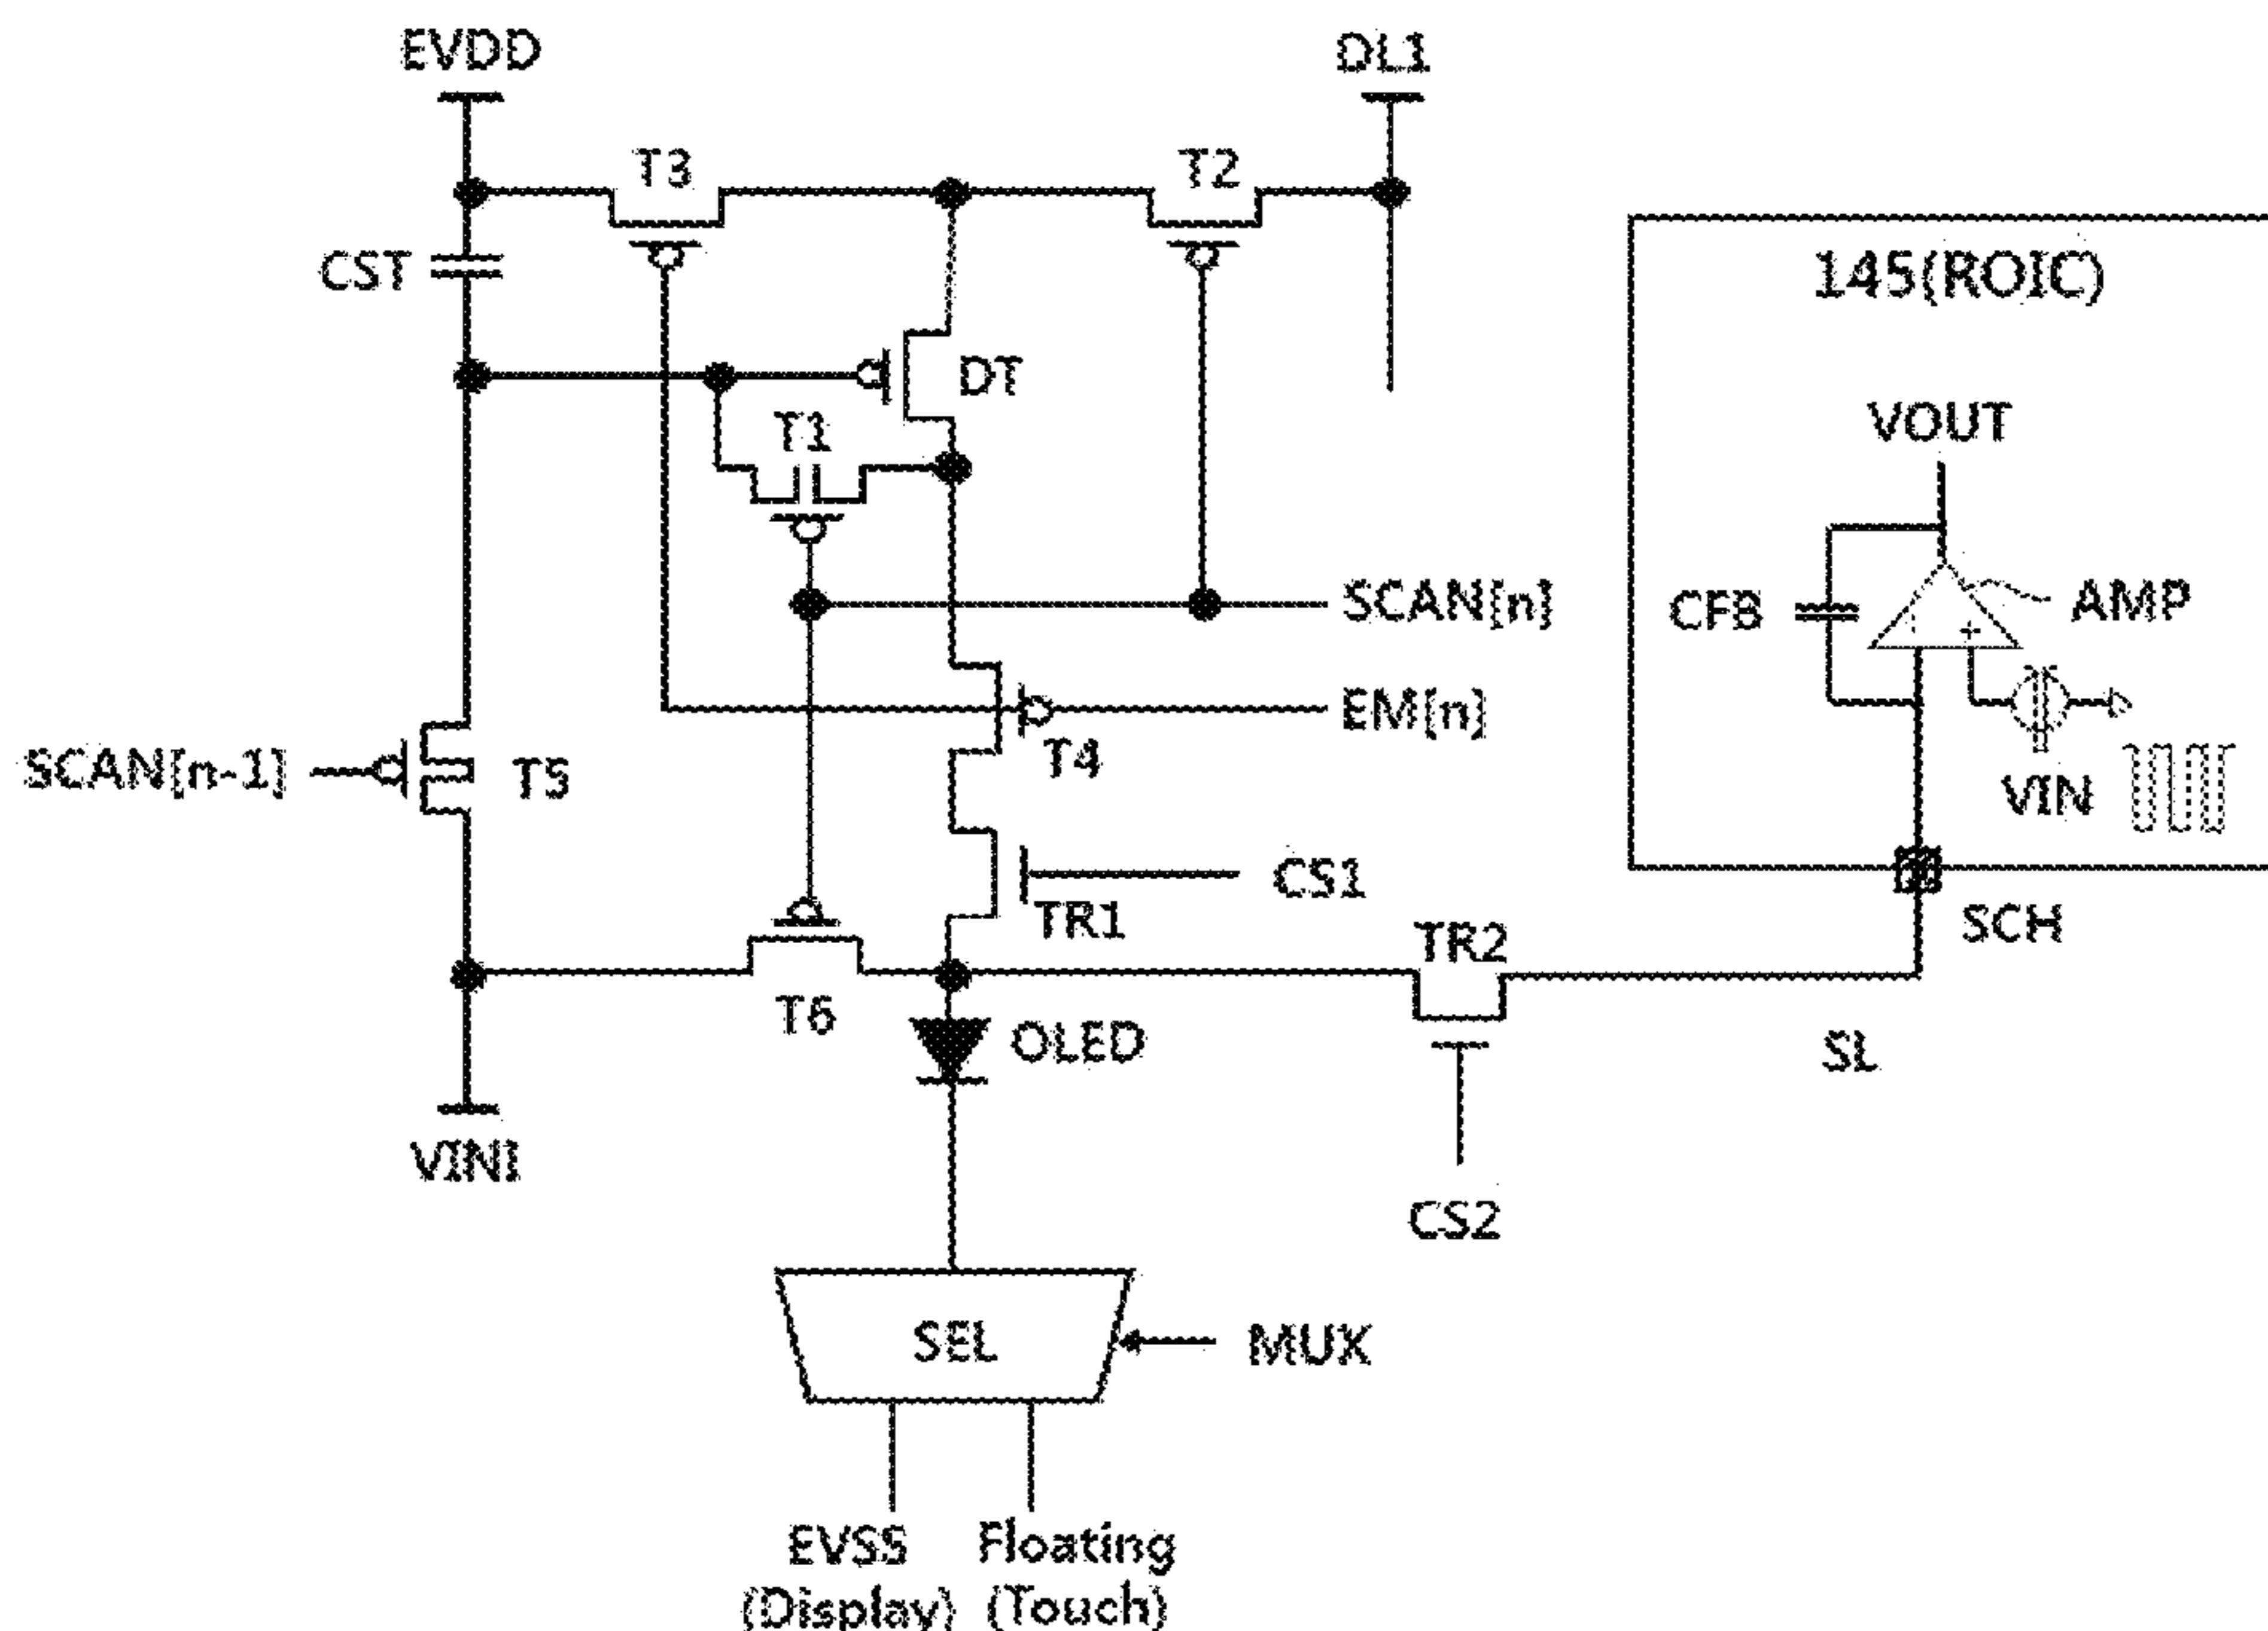 EVDD
DL1
T3
T2
CST
145(ROIC)
DT
VOUT
T1
SCAN[n]
CFB
AMP
- +
EM[n]
T4
SCAN[n-1]
T5
VIN
CS1
TR1
SCH
TR2
T6
OLED
SL
VINI
CS2
SEL
MUX
EVSS Floating
(Display) (Touch)